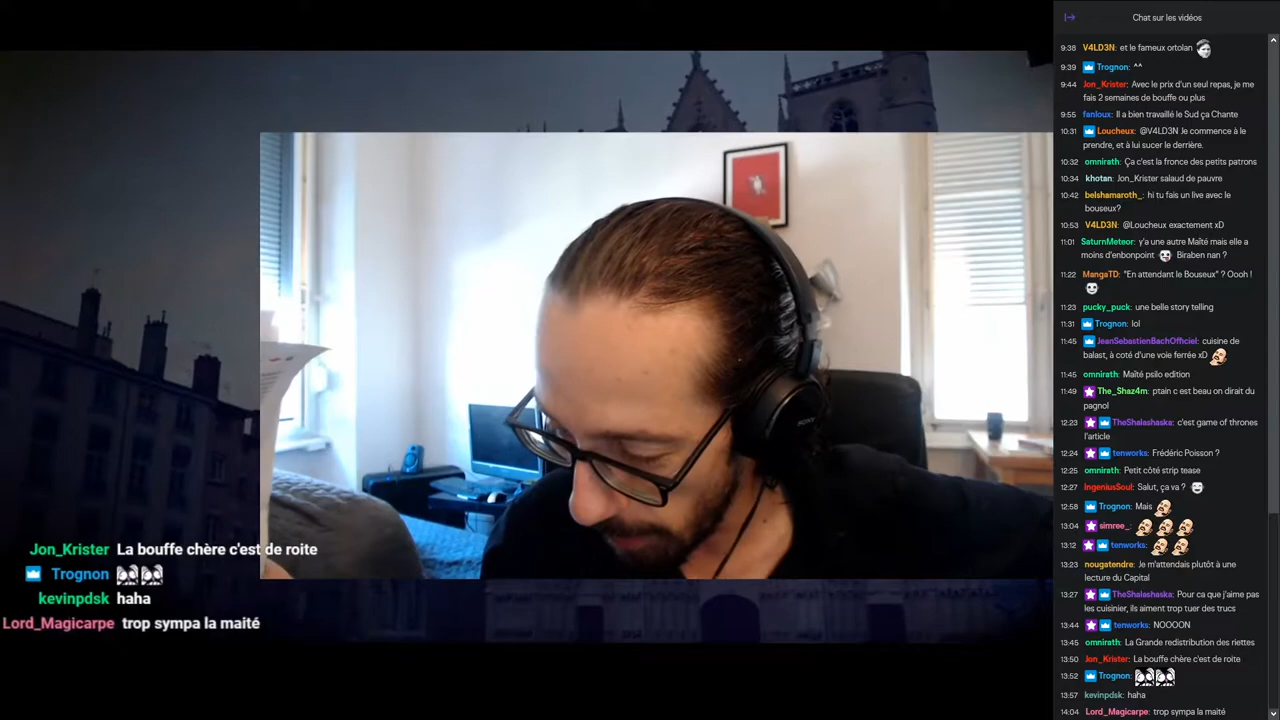 Chat sur les vidéos
9:38 V4LD3N: et le fameux ortolan
9:39 Trognon: ^^
9:44 Jon_Krister: Avec le prix d'un seul repas, je me
fais 2 semaines de bouffe ou plus
9:55 fanloux: Il a bien travaillé le Sud ça Chante
10:31 Loucheux: @V4LD3N Je commence à le
prendre, et à lui sucer le derrière.
10:32 omnirath: Ça c'est la fronce des petits patrons
10:34 khotan: Jon_Krister salaud de pauvre
10:42 belshamaroth_: hi tu fais un live avec le
bouseux?
10:53 V4LD3N: @Loucheux exactement xD
11:01 SaturnMeteor: y'a une autre Maîté mais elle a
moins d'enbonpoint Biraben nan ?
11:22 MangaTD: "En attendant le Bouseux" ? Oooh !
11:23 pucky_puck: une belle story telling
11:31 Trognon: lol
11:45 JeanSebastienBachOfficiel: cuisine de
balast, à coté d'une voie ferrée xD
11:45 omnirath: Maîté psilo edition
11:49 The_Shaz4m: ptain c est beau on dirait du
pagnol
12:23 TheShalashaska: c'est game of thrones
l'article
12:24 tenworks: Frédéric Poisson ?
12:25 omnirath: Petit côté strip tease
12:27 IngeniusSoul: Salut, ça va ?
12:58 Trognon: Mais
13:04 simree_:
13:12 tenworks:
13:23 nougatendre: Je m'attendais plutôt à une
lecture du Capital
13:27 TheShalashaska: Pour ca que j'aime pas
les cuisinier, ils aiment trop tuer des trucs
13:44 tenworks: NOOOON
13:45 omnirath: La Grande redistribution des riettes
13:50 Jon_Krister: La bouffe chère c'est de roite
13:52 Trognon:
13:57 kevinpdsk: haha
14:04 Lord_Magicarpe: trop sympa la maité
SONY
Jon_Krister La bouffe chère c'est de roite
Trognon
kevinpdsk haha
Lord_Magicarpe trop sympa la maité